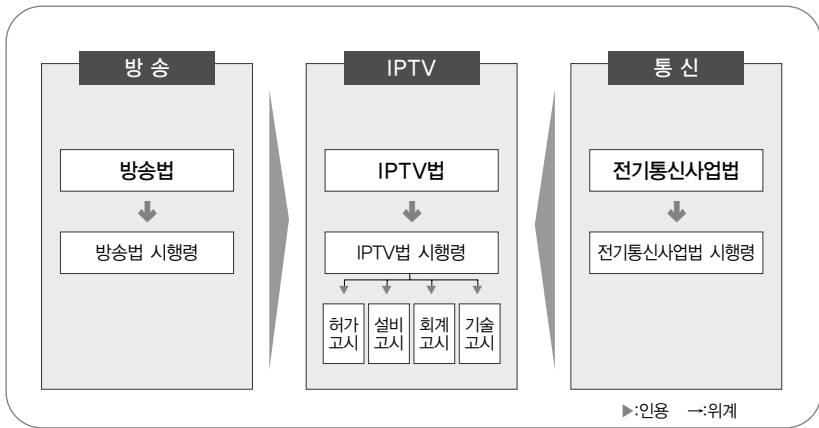 방 송
IPTV
통 신
방송법
IPTV법
전기통신사업법
방송법 시행령
IPTV법 시행령
전기통신사업법 시행령
허가
고시
설비
고시
회계
고시
기술
고시
▶:인용 →:위계